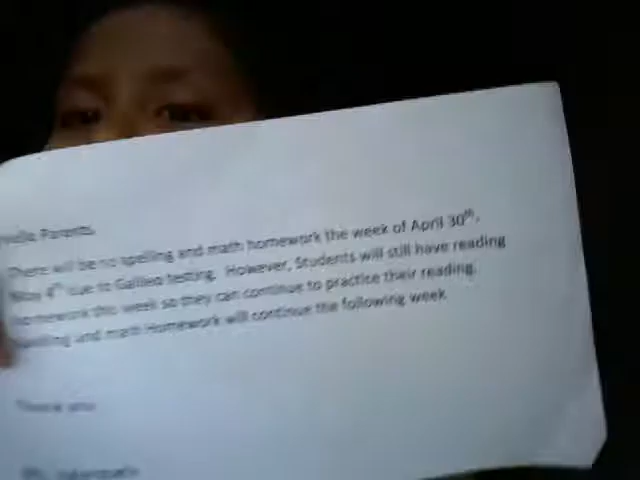 Hello Parents,
There will be no spelling and math homework the week of April 30th-
May 4th due to Galileo testing. However, Students will still have reading
homework this week so they can continue to practice their reading.
Spelling and math Homework will continue the following week.
Thank you